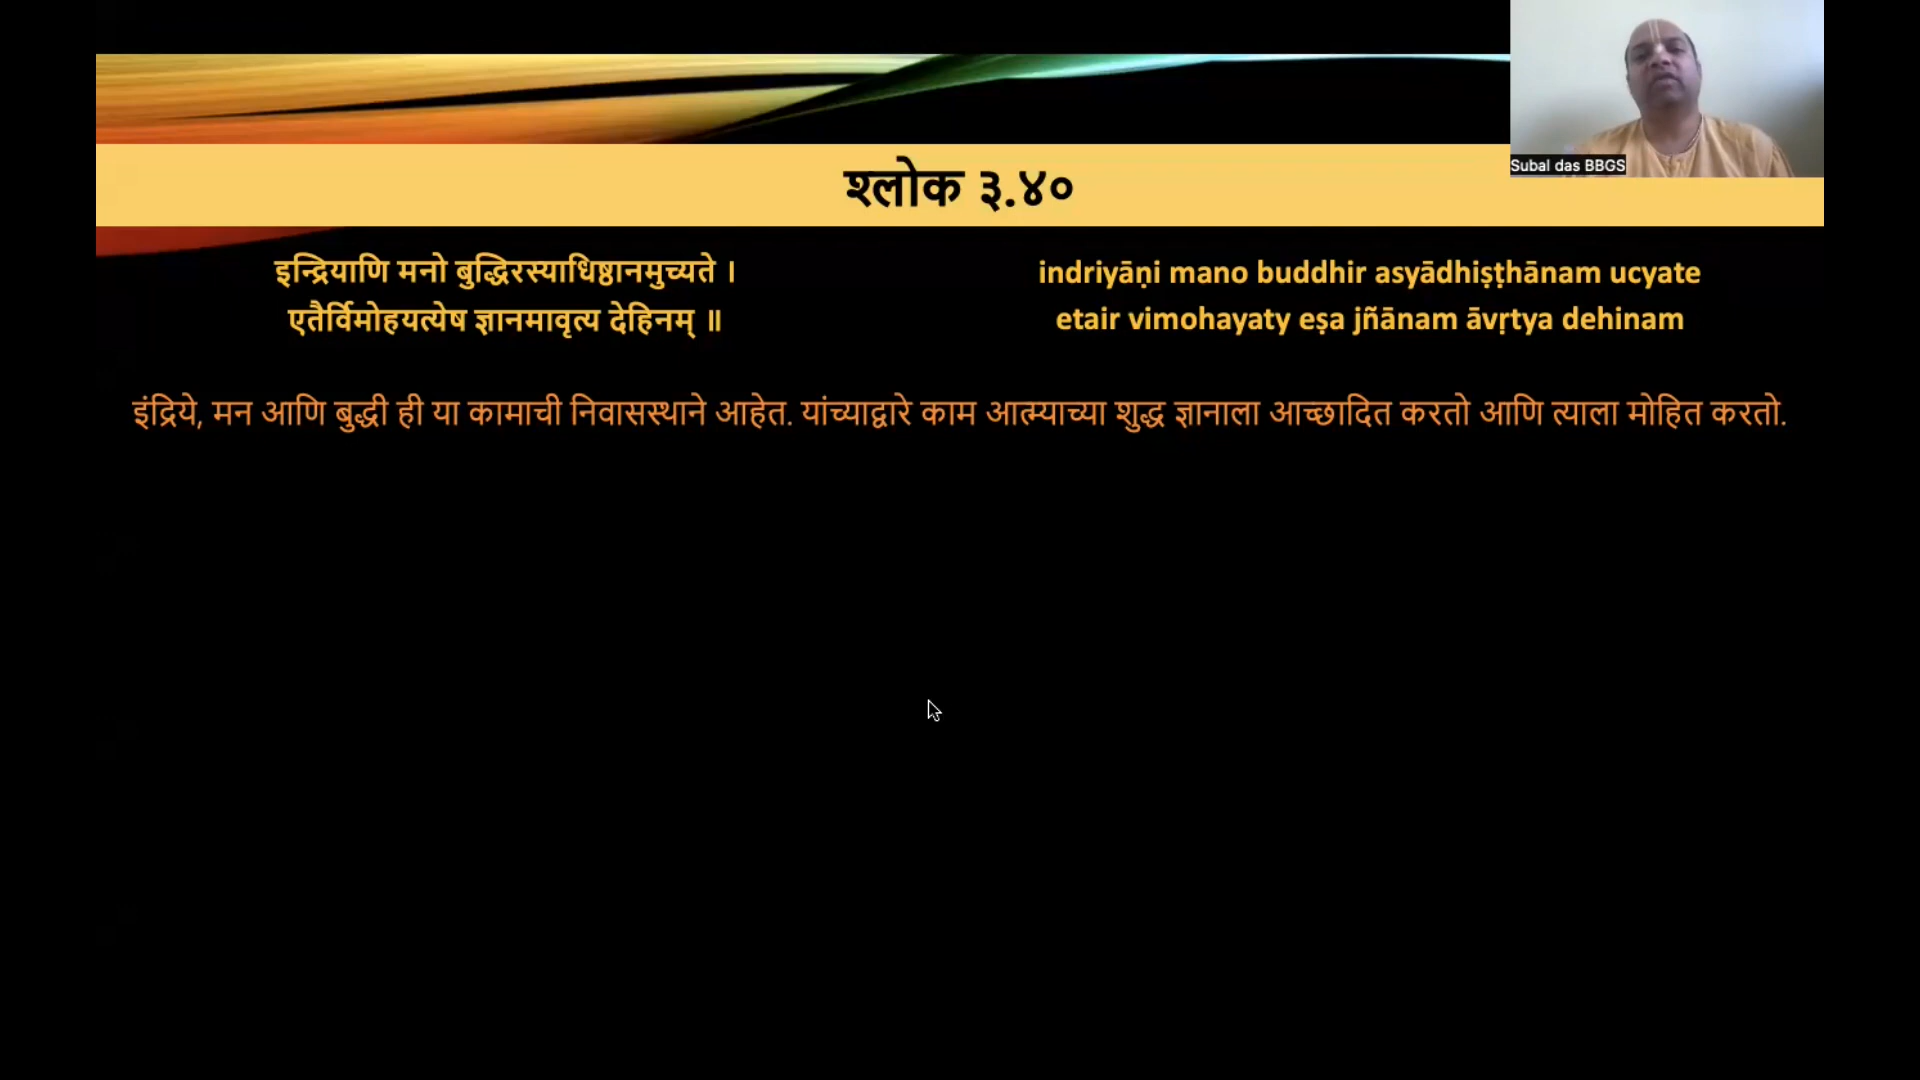 श्लोक ३.४०
Subal das BBGS
इन्द्रियाणि मनो बुद्धिरस्याधिष्ठानमुच्यते ।
एतैर्विमोहयत्येष ज्ञानमावृत्य देहिनम् ॥
indriyāṇi mano buddhir asyādhiṣṭhānam ucyate
etair vimohayaty eṣa jñānam āvṛtya dehinam
इंद्रिये, मन आणि बुद्धी ही या कामाची निवासस्थाने आहेत. यांच्याद्वारे काम आत्म्याच्या शुद्ध ज्ञानाला आच्छादित करतो आणि त्याला मोहित करतो.